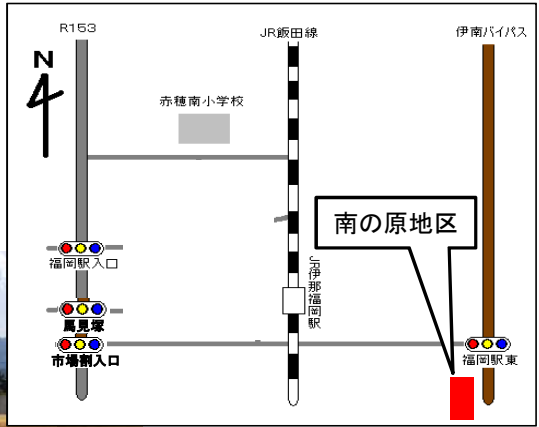 R153
JR飯田線
伊南バイパス
N
赤穂南小学校
南の原地区
福岡駅入口
JR伊那福岡駅
馬見塚
市場割入口
福岡駅東